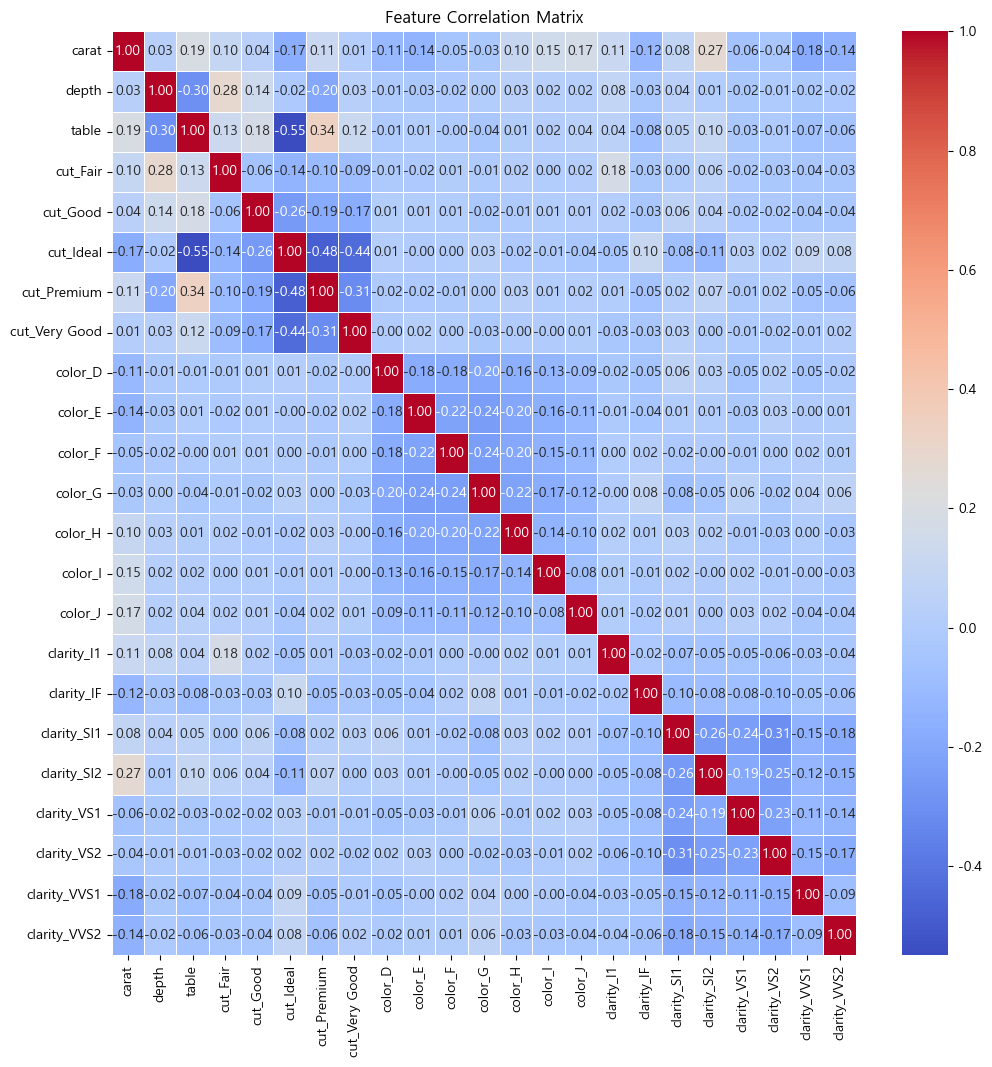 Feature Correlation Matrix
carat 1.00 0.03 0.19 0.10 0.04 -0.17 0.11 0.01 -0.11 -0.14 -0.05 -0.03 0.10 0.15 0.17 0.11 -0.12 0.08 0.27 -0.06 -0.04 -0.18 -0.14
depth 0.03 1.00 -0.30 0.28 0.14 -0.02 -0.20 0.03 -0.01 -0.03 -0.02 0.00 0.03 0.02 0.02 0.08 -0.03 0.04 0.01 -0.02 -0.01 -0.02 -0.02
table 0.19 -0.30 1.00 0.13 0.18 -0.55 0.34 0.12 -0.01 0.01 -0.00 -0.04 0.01 0.02 0.04 0.04 -0.08 0.05 0.10 -0.03 -0.01 -0.07 -0.06
cut_Fair 0.10 0.28 0.13 1.00 -0.06 -0.14 -0.10 -0.09 -0.01 -0.02 0.01 -0.01 0.02 0.00 0.02 0.18 -0.03 0.00 0.06 -0.02 -0.03 -0.04 -0.03
cut_Good 0.04 0.14 0.18 -0.06 1.00 -0.26 -0.19 -0.17 0.01 0.01 0.01 -0.02 -0.01 0.01 0.01 0.02 -0.03 0.06 0.04 -0.02 -0.02 -0.04 -0.04
cut_Ideal -0.17 -0.02 -0.55 -0.14 -0.26 1.00 -0.48 -0.44 0.01 -0.00 0.00 0.03 -0.02 -0.01 -0.04 -0.05 0.10 -0.08 -0.11 0.03 0.02 0.09 0.08
cut_Premium 0.11 -0.20 0.34 -0.10 -0.19 -0.48 1.00 -0.31 -0.02 -0.02 -0.01 0.00 0.03 0.01 0.02 0.01 -0.05 0.02 0.07 -0.01 0.02 -0.05 -0.06
cut_Very Good 0.01 0.03 0.12 -0.09 -0.17 -0.44 -0.31 1.00 -0.00 0.02 0.00 -0.03 -0.00 -0.00 0.01 -0.03 -0.03 0.03 0.00 -0.01 -0.02 -0.01 0.02
color_D -0.11 -0.01 -0.01 -0.01 0.01 0.01 -0.02 -0.00 1.00 -0.18 -0.18 -0.20 -0.16 -0.13 -0.09 -0.02 -0.05 0.06 0.03 -0.05 0.02 -0.05 -0.02
color_E -0.14 -0.03 0.01 -0.02 0.01 -0.00 -0.02 0.02 -0.18 1.00 -0.22 -0.24 -0.20 -0.16 -0.11 -0.01 -0.04 0.01 0.01 -0.03 0.03 -0.00 0.01
color_F -0.05 -0.02 -0.00 0.01 0.01 0.00 -0.01 0.00 -0.18 -0.22 1.00 -0.24 -0.20 -0.15 -0.11 0.00 0.02 -0.02 -0.00 -0.01 0.00 0.02 0.01
color_G -0.03 0.00 -0.04 -0.01 -0.02 0.03 0.00 -0.03 -0.20 -0.24 -0.24 1.00 -0.22 -0.17 -0.12 -0.00 0.08 -0.08 -0.05 0.06 -0.02 0.04 0.06
color_H 0.10 0.03 0.01 0.02 -0.01 -0.02 0.03 -0.00 -0.16 -0.20 -0.20 -0.22 1.00 -0.14 -0.10 0.02 0.01 0.03 0.02 -0.01 -0.03 0.00 -0.03
color_I 0.15 0.02 0.02 0.00 0.01 -0.01 0.01 -0.00 -0.13 -0.16 -0.15 -0.17 -0.14 1.00 -0.08 0.01 -0.01 0.02 -0.00 0.02 -0.01 -0.00 -0.03
color_J 0.17 0.02 0.04 0.02 0.01 -0.04 0.02 0.01 -0.09 -0.11 -0.11 -0.12 -0.10 -0.08 1.00 0.01 -0.02 0.01 0.00 0.03 0.02 -0.04 -0.04
clarity_I1 0.11 0.08 0.04 0.18 0.02 -0.05 0.01 -0.03 -0.02 -0.01 0.00 -0.00 0.02 0.01 0.01 1.00 -0.02 -0.07 -0.05 -0.05 -0.06 -0.03 -0.04
clarity_IF -0.12 -0.03 -0.08 -0.03 -0.03 0.10 -0.05 -0.03 -0.05 -0.04 0.02 0.08 0.01 -0.01 -0.02 -0.02 1.00 -0.10 -0.08 -0.08 -0.10 -0.05 -0.06
clarity_SI1 0.08 0.04 0.05 0.00 0.06 -0.08 0.02 0.03 0.06 0.01 -0.02 -0.08 0.03 0.02 0.01 -0.07 -0.10 1.00 -0.26 -0.24 -0.31 -0.15 -0.18
clarity_SI2 0.27 0.01 0.10 0.06 0.04 -0.11 0.07 0.00 0.03 0.01 -0.00 -0.05 0.02 -0.00 0.00 -0.05 -0.08 -0.26 1.00 -0.19 -0.25 -0.12 -0.15
clarity_VS1 -0.06 -0.02 -0.03 -0.02 -0.02 0.03 -0.01 -0.01 -0.05 -0.03 -0.01 0.06 -0.01 0.02 0.03 -0.05 -0.08 -0.24 -0.19 1.00 -0.23 -0.11 -0.14
clarity_VS2 -0.04 -0.01 -0.01 -0.03 -0.02 0.02 0.02 -0.02 0.02 0.03 0.00 -0.02 -0.03 -0.01 0.02 -0.06 -0.10 -0.31 -0.25 -0.23 1.00 -0.15 -0.17
clarity_VVS1 -0.18 -0.02 -0.07 -0.04 -0.04 0.09 -0.05 -0.01 -0.05 -0.00 0.02 0.04 0.00 -0.00 -0.04 -0.03 -0.05 -0.15 -0.12 -0.11 -0.15 1.00 -0.09
clarity_VVS2 -0.14 -0.02 -0.06 -0.03 -0.04 0.08 -0.06 0.02 -0.02 0.01 0.01 0.06 -0.03 -0.03 -0.04 -0.04 -0.06 -0.18 -0.15 -0.14 -0.17 -0.09 1.00
carat depth table cut_Fair cut_Good cut_Ideal cut_Premium cut_Very Good color_D color_E color_F color_G color_H color_I color_J clarity_I1 clarity_IF clarity_SI1 clarity_SI2 clarity_VS1 clarity_VS2 clarity_VVS1 clarity_VVS2
1.0
0.8
0.6
0.4
0.2
0.0
-0.2
-0.4